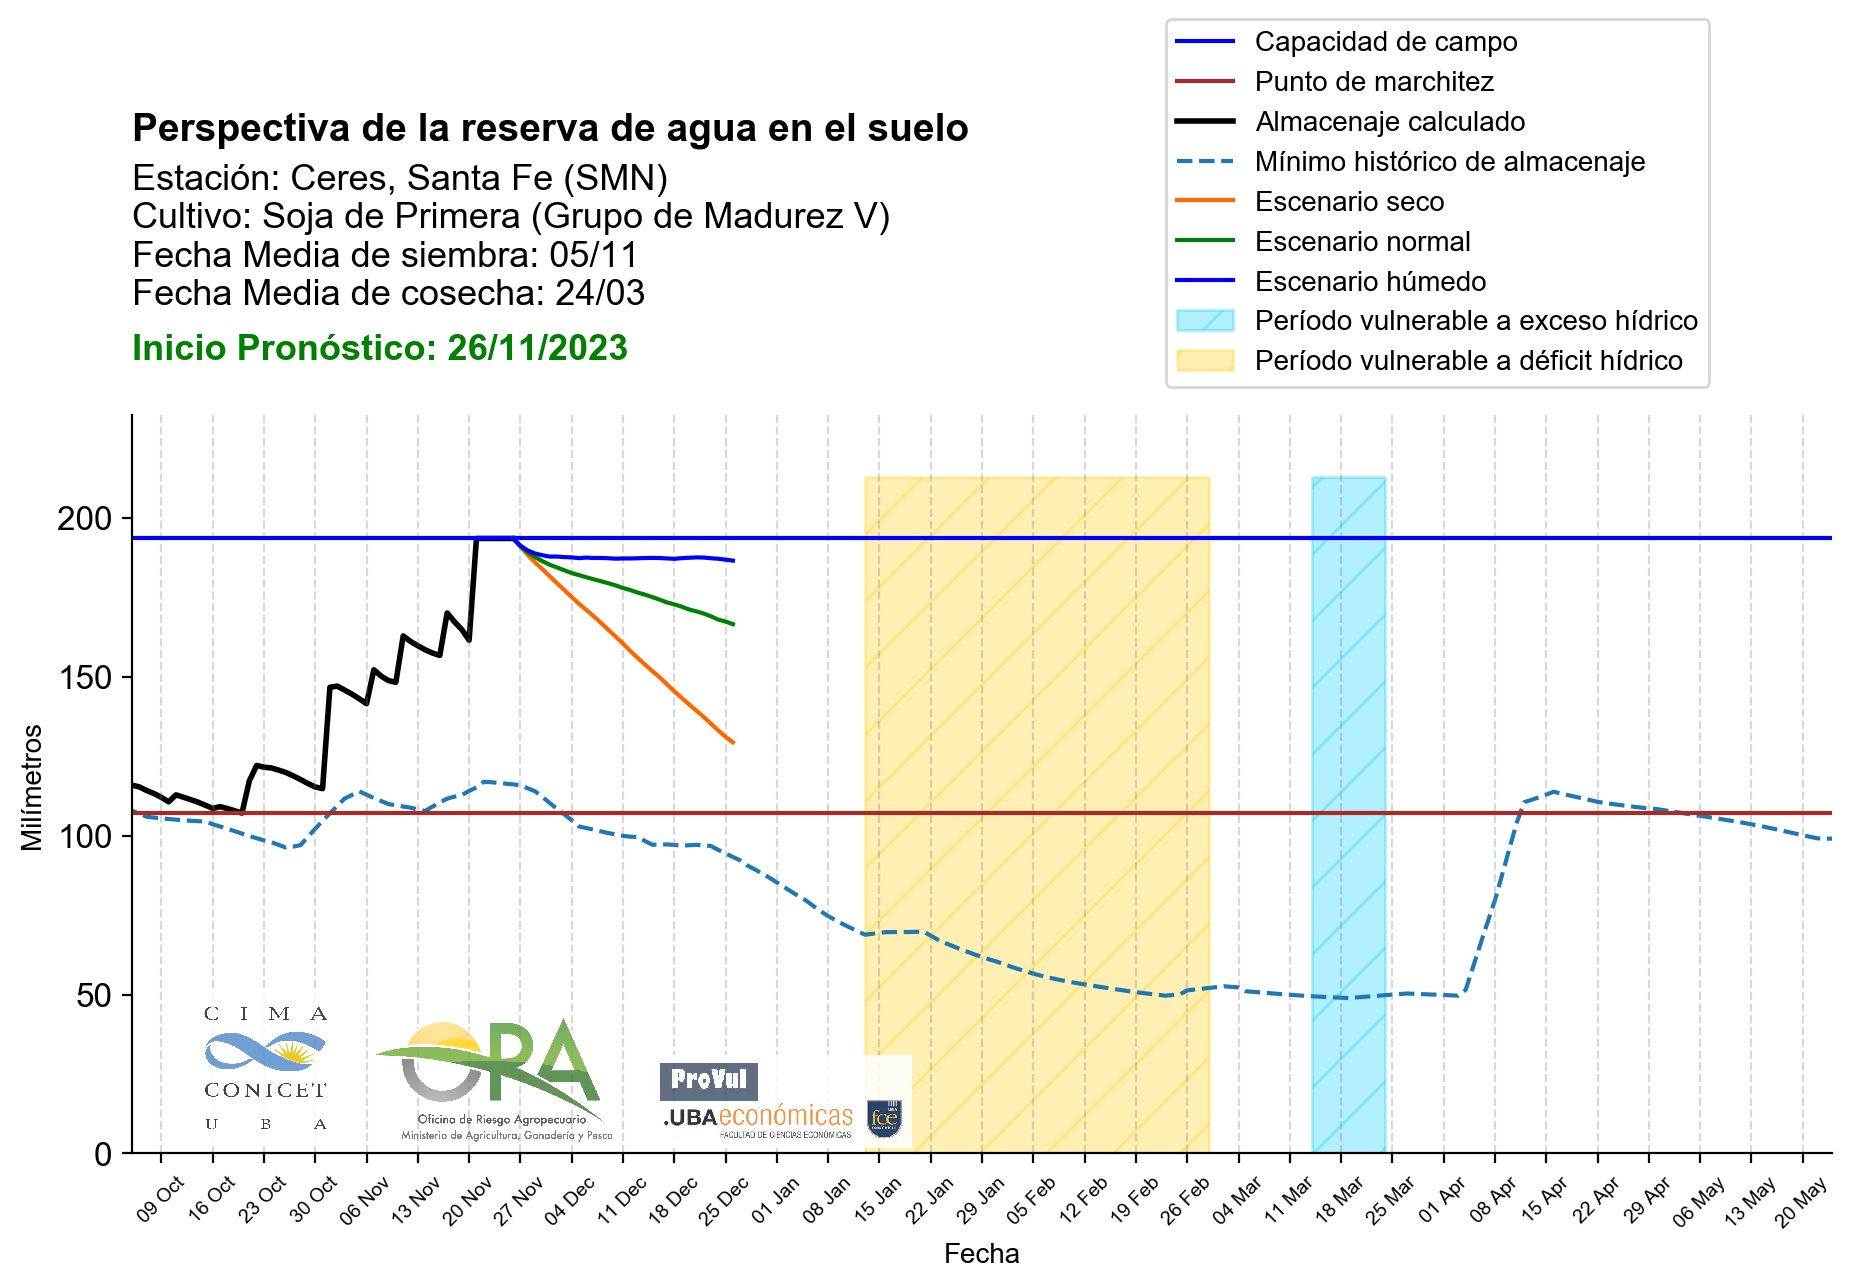 Capacidad de campo
Punto de marchitez
Almacenaje calculado
Mínimo histórico de almacenaje
Escenario seco
Escenario normal
Escenario húmedo
Período vulnerable a exceso hídrico
Período vulnerable a déficit hídrico
Perspectiva de la reserva de agua en el suelo
Estación: Ceres, Santa Fe (SMN)
Cultivo: Soja de Primera (Grupo de Madurez V)
Fecha Media de siembra: 05/11
Fecha Media de cosecha: 24/03
Inicio Pronóstico: 26/11/2023
Milímetros
200
150
100
50
0
C I M A
CONICET
U B A
ORA
Oficina de Riesgo Agropecuario
Ministerio de Agricultura, Ganadería y Pesca
ProVul
.UBAeconómicas
FACULTAD DE CIENCIAS ECONÓMICAS
UBA
fce
ECONÓMICAS
09 Oct
16 Oct
23 Oct
30 Oct
06 Nov
13 Nov
20 Nov
27 Nov
04 Dec
11 Dec
18 Dec
25 Dec
01 Jan
08 Jan
15 Jan
22 Jan
29 Jan
05 Feb
12 Feb
19 Feb
26 Feb
04 Mar
11 Mar
18 Mar
25 Mar
01 Apr
08 Apr
15 Apr
22 Apr
29 Apr
06 May
13 May
20 May
Fecha